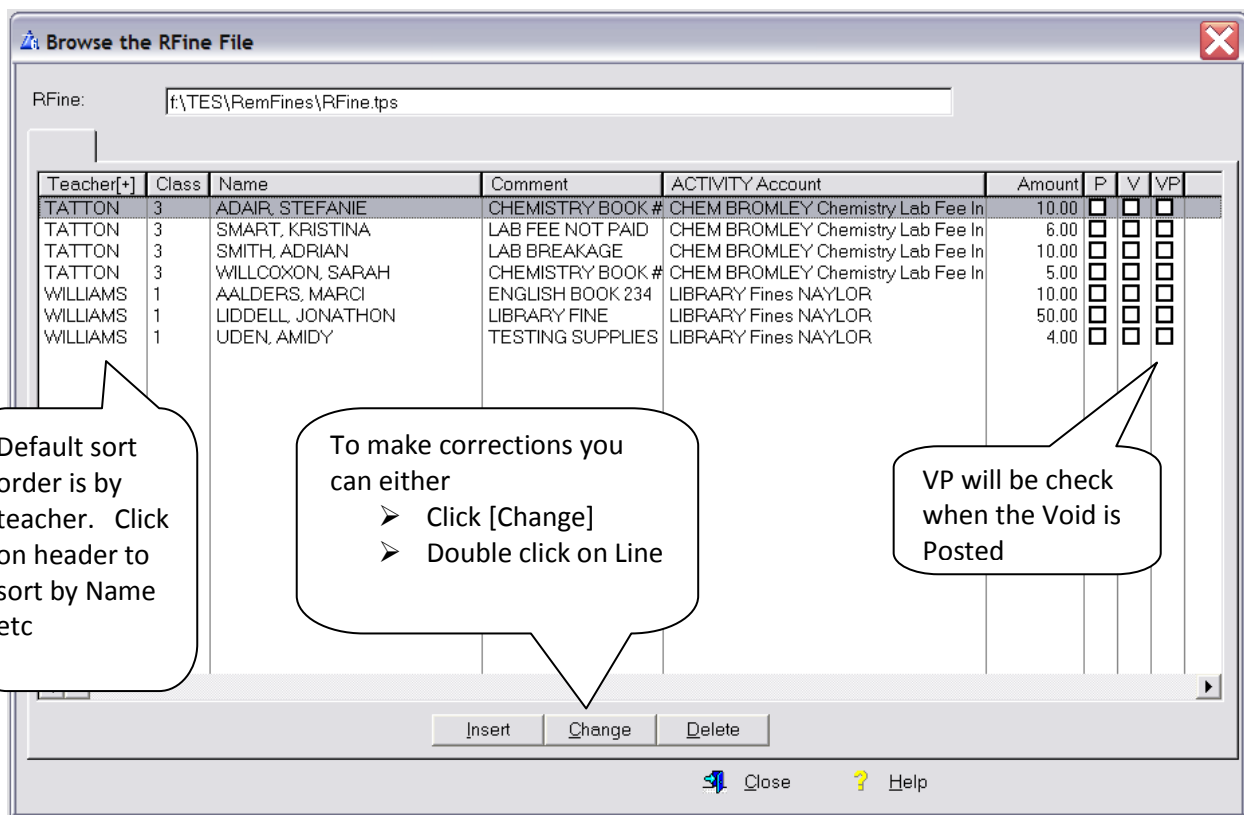 Browse the RFine File
RFine: f:\TES\RemFines\RFine.tps
Teacher[+] Class Name Comment ACTIVITY Account Amount P V VP
TATTON 3 ADAIR, STEFANIE CHEMISTRY BOOK # CHEM BROMLEY Chemistry Lab Fee In 10.00
TATTON 3 SMART, KRISTINA LAB FEE NOT PAID CHEM BROMLEY Chemistry Lab Fee In 6.00
TATTON 3 SMITH, ADRIAN LAB BREAKAGE CHEM BROMLEY Chemistry Lab Fee In 10.00
TATTON 3 WILLCOXON, SARAH CHEMISTRY BOOK # CHEM BROMLEY Chemistry Lab Fee In 5.00
WILLIAMS 1 AALDERS, MARCI ENGLISH BOOK 234 LIBRARY Fines NAYLOR 10.00
WILLIAMS 1 LIDDELL, JONATHON LIBRARY FINE LIBRARY Fines NAYLOR 50.00
WILLIAMS 1 UDEN, AMIDY TESTING SUPPLIES LIBRARY Fines NAYLOR 4.00
Default sort
order is by
teacher. Click
on header to
sort by Name
etc
To make corrections you
can either
➢ Click [Change]
➢ Double click on Line
VP will be check
when the Void is
Posted
Insert Change Delete
Close ? Help